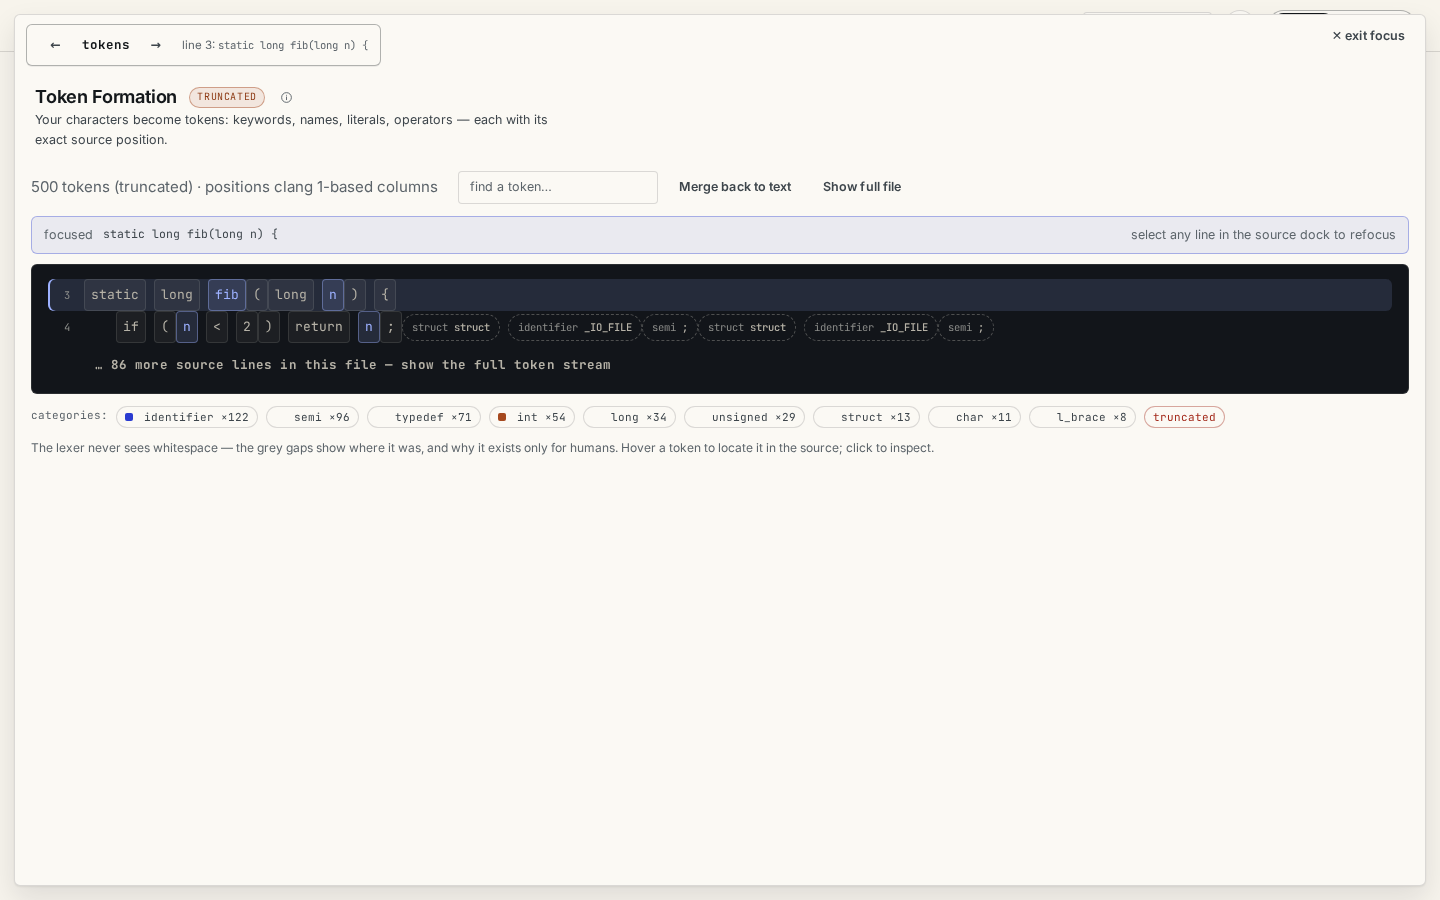 ← tokens → line 3: static long fib(long n) {
✕ exit focus
Token Formation TRUNCATED
Your characters become tokens: keywords, names, literals, operators — each with its
exact source position.
500 tokens (truncated) · positions clang 1-based columns find a token... Merge back to text Show full file
focused static long fib(long n) { select any line in the source dock to refocus
3 static long fib ( long n ) {
4 if ( n < 2 ) return n ; struct struct identifier _IO_FILE semi ; struct struct identifier _IO_FILE semi ;
… 86 more source lines in this file — show the full token stream
categories: identifier ×122 semi ×96 typedef ×71 int ×54 long ×34 unsigned ×29 struct ×13 char ×11 l_brace ×8 truncated
The lexer never sees whitespace — the grey gaps show where it was, and why it exists only for humans. Hover a token to locate it in the source; click to inspect.